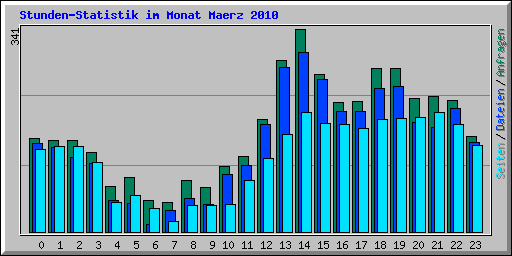 Stunden-Statistik im Monat Maerz 2010
341
Seiten / Dateien / Anfragen
0 1 2 3 4 5 6 7 8 9 10 11 12 13 14 15 16 17 18 19 20 21 22 23